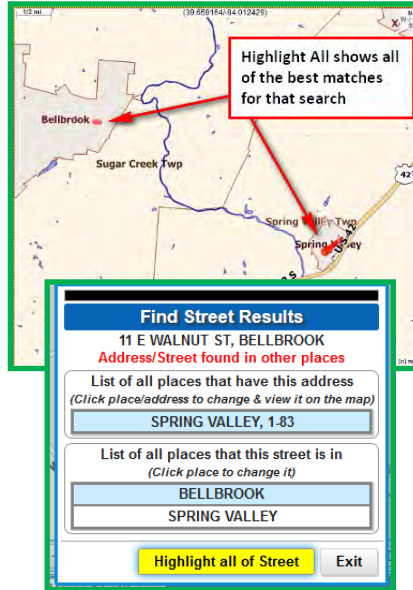 1/2 mi.
(39.659164/-84.012429)
Highlight All shows all
of the best matches
for that search
Bellbrook
Sugar Creek Twp
42
Spring Valley Twp
Spring Valley
U S 42
Find Street Results
11 E WALNUT ST, BELLBROOK
Address/Street found in other places
List of all places that have this address
(Click place/address to change & view it on the map)
SPRING VALLEY, 1-83
List of all places that this street is in
(Click place to change it)
BELLBROOK
SPRING VALLEY
Highlight all of Street
Exit